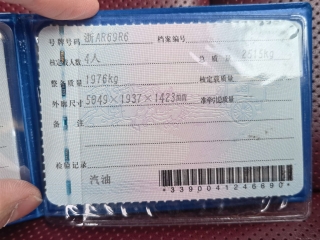 号牌号码 浙AR69R6 档案编号
核定载人数 4人 总质量 2515kg
整备质量 1976kg 核定载质量
外廓尺寸 5849×1937×1423mm 准牵引总质量
备注
检验记录
汽油
*3390041246690*